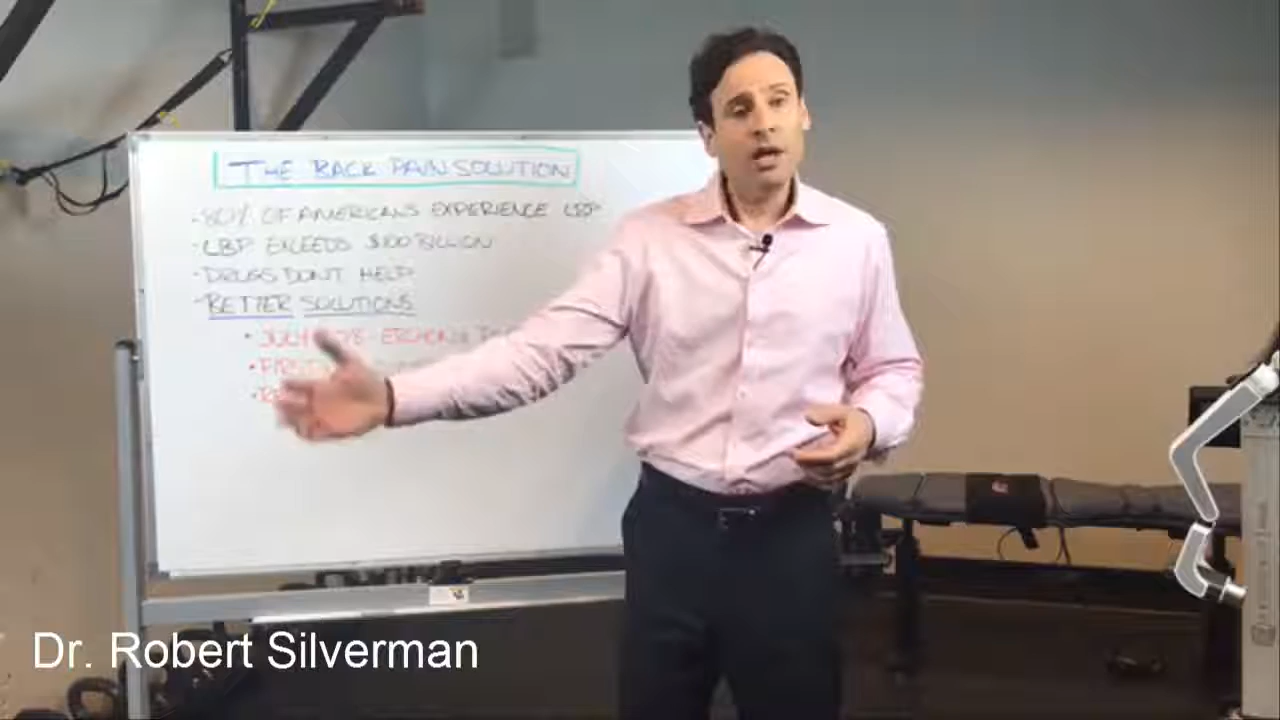 THE BACK PAIN SOLUTION
• 80% OF AMERICANS EXPERIENCE LBP
• LBP EXCEEDS $100 BILLION
• DRUGS DON'T HELP
• BETTER SOLUTIONS
Dr. Robert Silverman